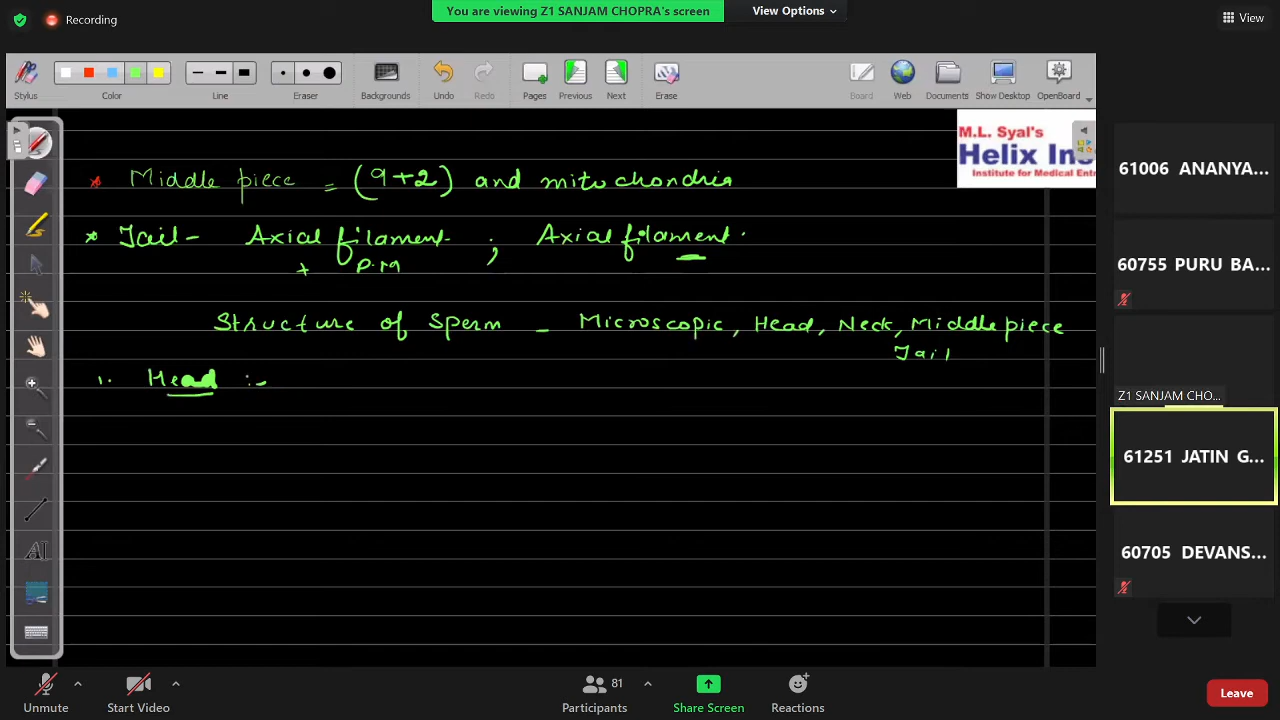 Recording
You are viewing Z1 SANJAM CHOPRA's screen
View Options
View
Stylus
Color
Line
Eraser
Backgrounds
Undo
Redo
Pages
Previous
Next
Erase
Board
Web
Documents
Show Desktop
OpenBoard
M.L. Syal's
Helix Ins
Institute for Medical Entr
* Middle piece = (9+2) and mitochondria
* Tail - Axial filament ; Axial filament.
+ P.M
Structure of Sperm - Microscopic, Head, Neck, Middle piece
Tail
1. Head :-
61006 ANANYA...
60755 PURU BA...
Z1 SANJAM CHO...
61251 JATIN G...
60705 DEVANS...
Unmute
Start Video
81
Participants
Share Screen
Reactions
Leave